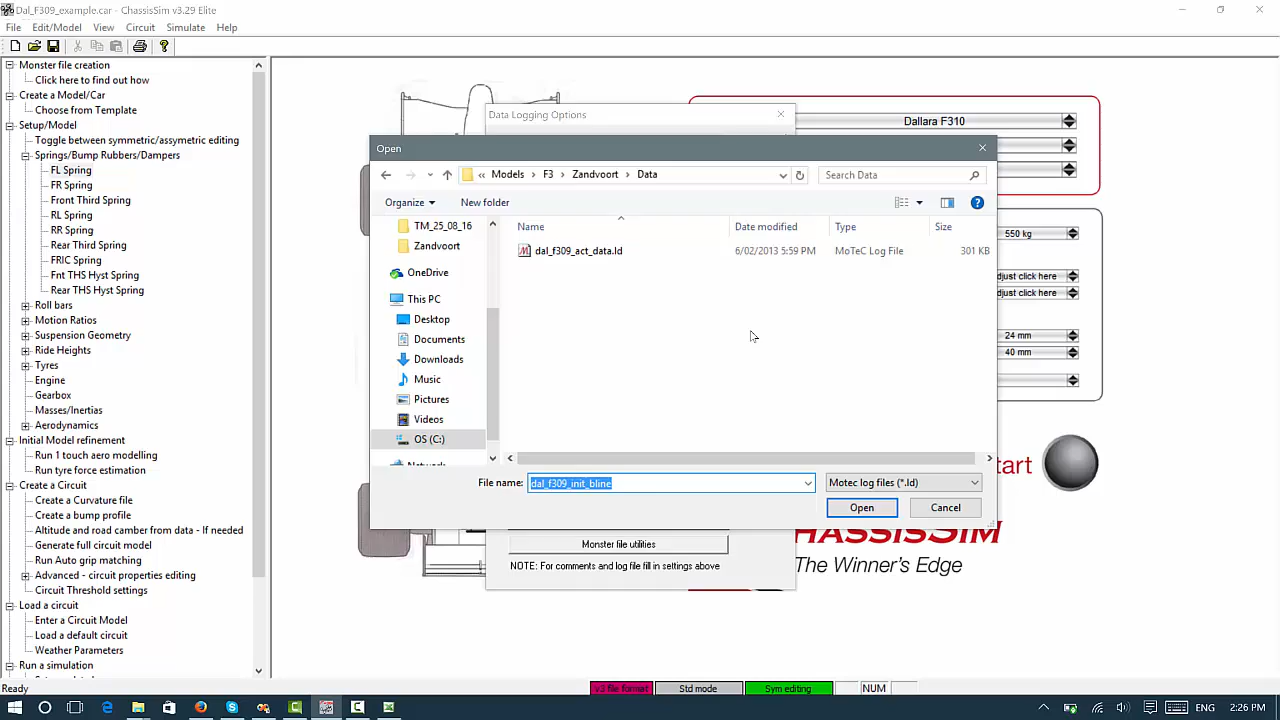 Dal_F309_example.car - ChassisSim v3.29 Elite
File Edit/Model View Circuit Simulate Help
Monster file creation
Click here to find out how
Create a Model/Car
Choose from Template
Setup/Model
Toggle between symmetric/assymetric editing
Springs/Bump Rubbers/Dampers
FL Spring
FR Spring
Front Third Spring
RL Spring
RR Spring
Rear Third Spring
FRIC Spring
Fnt THS Hyst Spring
Rear THS Hyst Spring
Roll bars
Motion Ratios
Suspension Geometry
Ride Heights
Tyres
Engine
Gearbox
Masses/Inertias
Aerodynamics
Initial Model refinement
Run 1 touch aero modelling
Run tyre force estimation
Create a Circuit
Create a Curvature file
Create a bump profile
Altitude and road camber from data - If needed
Generate full circuit model
Run Auto grip matching
Advanced - circuit properties editing
Circuit Threshold settings
Load a circuit
Enter a Circuit Model
Load a default circuit
Weather Parameters
Run a simulation
Data Logging Options
Dallara F310
Open
« Models > F3 > Zandvoort > Data
Search Data
Organize New folder
TM_25_08_16
Zandvoort
OneDrive
This PC
Desktop
Documents
Downloads
Music
Pictures
Videos
OS (C:)
Network
Name Date modified Type Size
dal_f309_act_data.ld 6/02/2013 5:59 PM MoTeC Log File 301 KB
File name: dal_f309_init_bline Motec log files (*.ld)
Open Cancel
550 kg
djust click here
djust click here
24 mm
40 mm
tart
Monster file utilities
NOTE: For comments and log file fill in settings above
HASSISSIM
The Winner's Edge
Ready v3 file format Std mode Sym editing NUM
ENG 2:26 PM